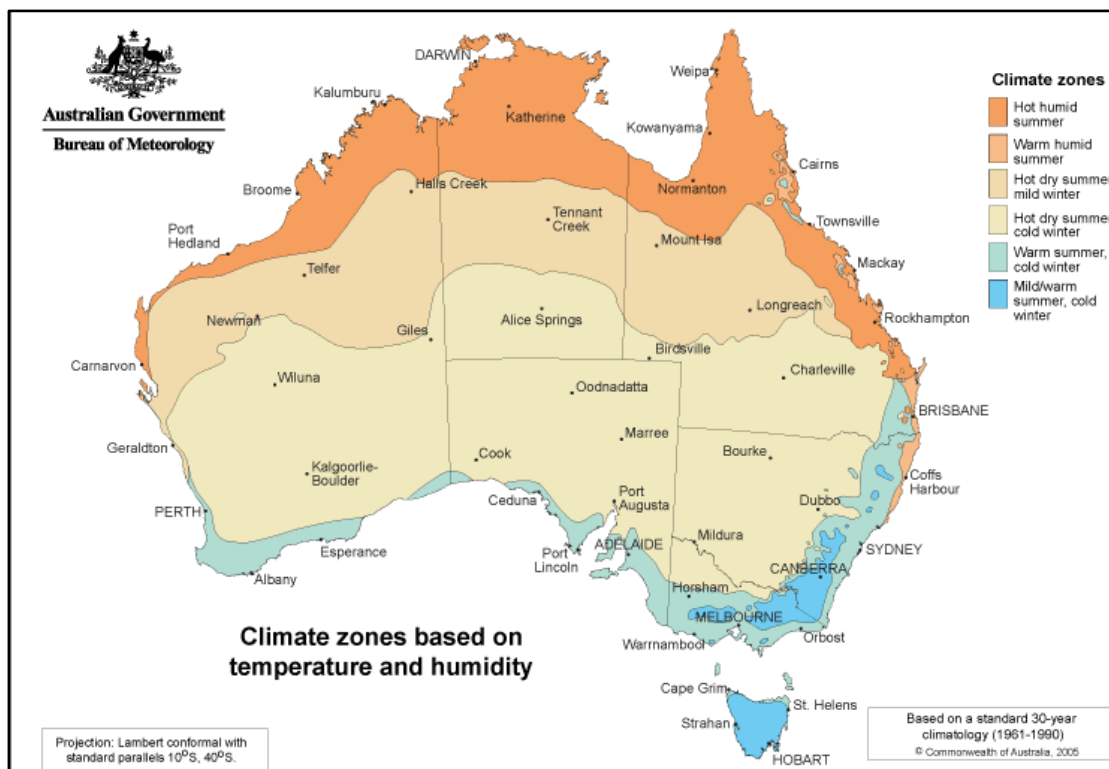 Australian Government
Bureau of Meteorology
DARWIN
Weipa
Kalumburu
Katherine
Kowanyama
Cairns
Broome
Halls Creek
Normanton
Tennant
Creek
Townsville
Port
Hedland
Mount Isa
Telfer
Mackay
Newman
Longreach
Rockhampton
Alice Springs
Giles
Birdsville
Carnarvon
Wiluna
Oodnadatta
Charleville
BRISBANE
Geraldton
Marree
Bourke
Cook
Kalgoorlie-
Boulder
Coffs
Harbour
Port
Augusta
Dubbo
Ceduna
PERTH
Mildura
ADELAIDE
SYDNEY
Esperance
Port
Lincoln
CANBERRA
Albany
Horsham
MELBOURNE
Orbost
Warrnambool
Cape Grim
St. Helens
Strahan
HOBART
Climate zones
Hot humid
summer
Warm humid
summer
Hot dry summer,
mild winter
Hot dry summer,
cold winter
Warm summer,
cold winter
Mild/warm
summer, cold
winter
Climate zones based on
temperature and humidity
Projection: Lambert conformal with
standard parallels 10°S, 40°S.
Based on a standard 30-year
climatology (1961-1990)
© Commonwealth of Australia, 2005